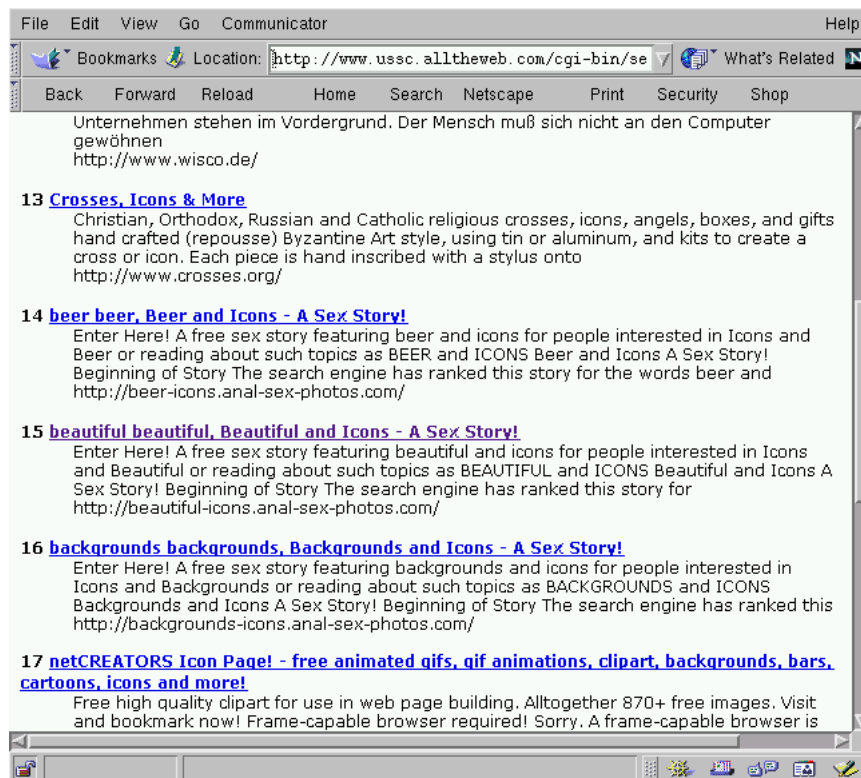 File Edit View Go Communicator Help
Bookmarks Location: http://www.ussc.alltheweb.com/cgi-bin/se What's Related N
Back Forward Reload Home Search Netscape Print Security Shop
Unternehmen stehen im Vordergrund. Der Mensch muß sich nicht an den Computer
gewöhnen
http://www.wisco.de/
13 Crosses, Icons & More
Christian, Orthodox, Russian and Catholic religious crosses, icons, angels, boxes, and gifts
hand crafted (repousse) Byzantine Art style, using tin or aluminum, and kits to create a
cross or icon. Each piece is hand inscribed with a stylus onto
http://www.crosses.org/
14 beer beer, Beer and Icons - A Sex Story!
Enter Here! A free sex story featuring beer and icons for people interested in Icons and
Beer or reading about such topics as BEER and ICONS Beer and Icons A Sex Story!
Beginning of Story The search engine has ranked this story for the words beer and
http://beer-icons.anal-sex-photos.com/
15 beautiful beautiful, Beautiful and Icons - A Sex Story!
Enter Here! A free sex story featuring beautiful and icons for people interested in Icons
and Beautiful or reading about such topics as BEAUTIFUL and ICONS Beautiful and Icons A
Sex Story! Beginning of Story The search engine has ranked this story for
http://beautiful-icons.anal-sex-photos.com/
16 backgrounds backgrounds, Backgrounds and Icons - A Sex Story!
Enter Here! A free sex story featuring backgrounds and icons for people interested in
Icons and Backgrounds or reading about such topics as BACKGROUNDS and ICONS
Backgrounds and Icons A Sex Story! Beginning of Story The search engine has ranked this
http://backgrounds-icons.anal-sex-photos.com/
17 netCREATORS Icon Page! - free animated gifs, gif animations, clipart, backgrounds, bars,
cartoons, icons and more!
Free high quality clipart for use in web page building. Alltogether 870+ free images. Visit
and bookmark now! Frame-capable browser required! Sorry. A frame-capable browser is